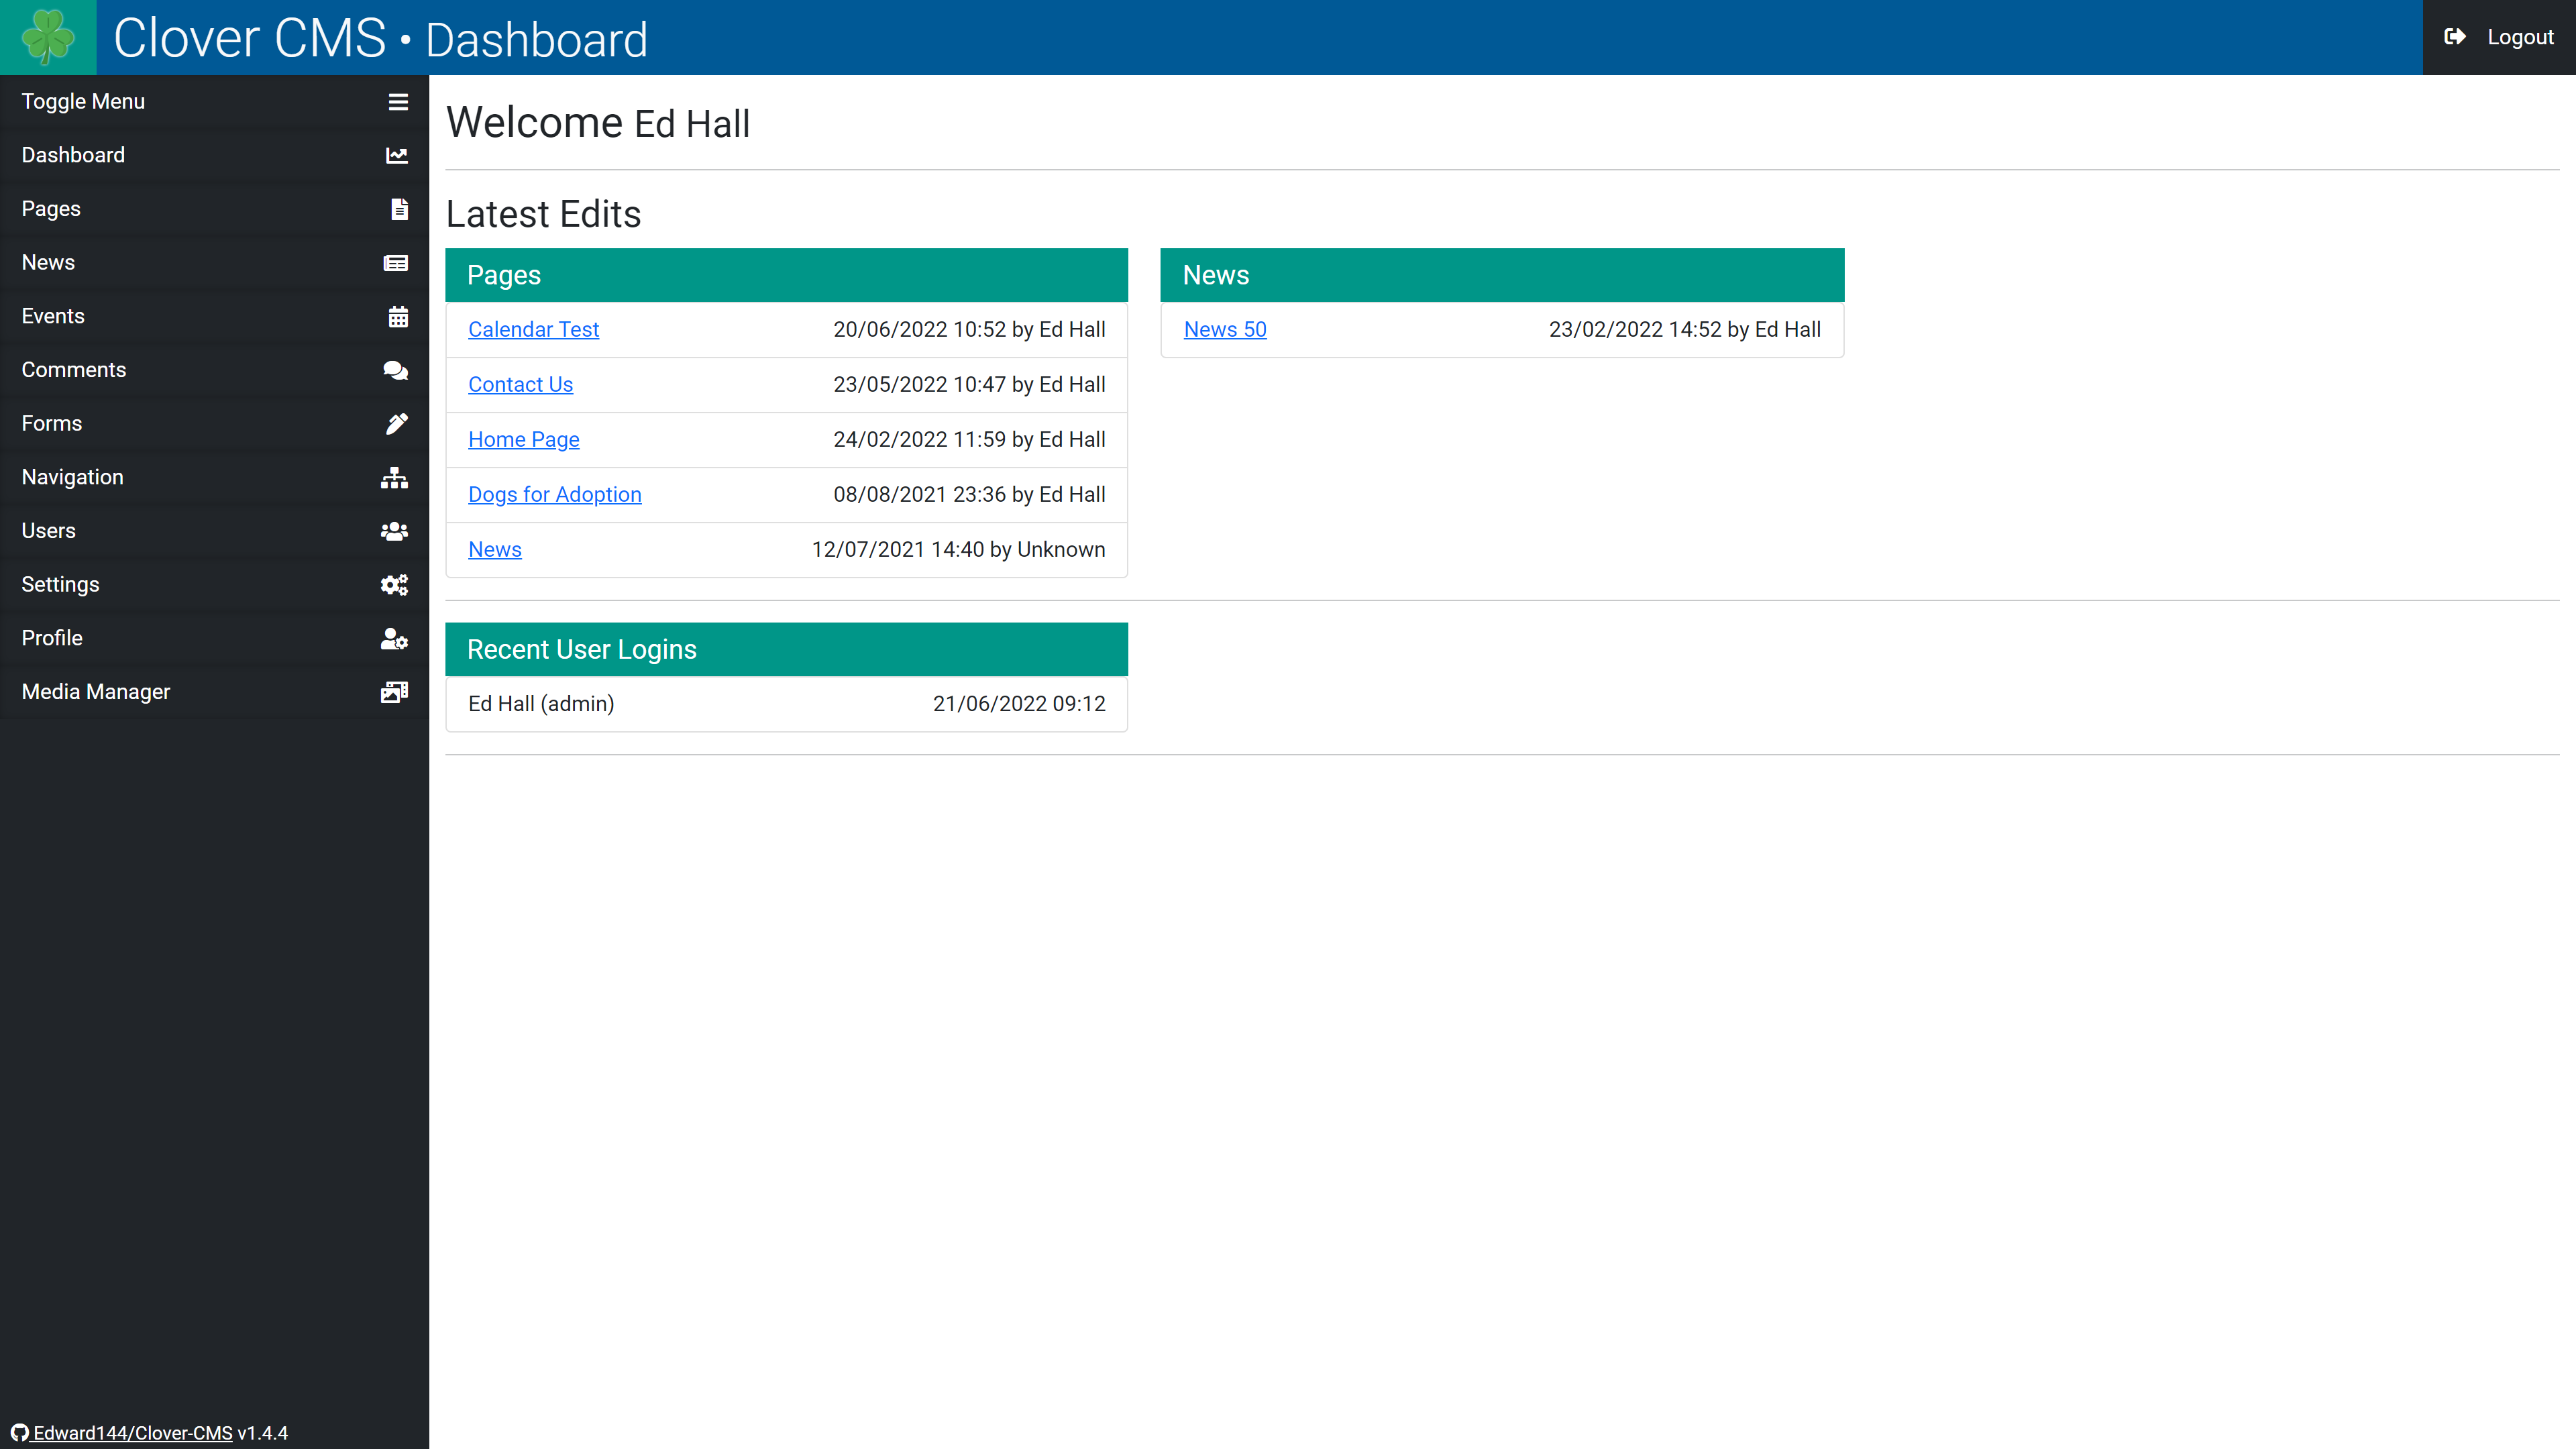 Clover CMS • Dashboard
Logout
Toggle Menu
Dashboard
Pages
News
Events
Comments
Forms
Navigation
Users
Settings
Profile
Media Manager
Edward144/Clover-CMS v1.4.4
Welcome Ed Hall
Latest Edits
Pages
Calendar Test 20/06/2022 10:52 by Ed Hall
Contact Us 23/05/2022 10:47 by Ed Hall
Home Page 24/02/2022 11:59 by Ed Hall
Dogs for Adoption 08/08/2021 23:36 by Ed Hall
News 12/07/2021 14:40 by Unknown
News
News 50 23/02/2022 14:52 by Ed Hall
Recent User Logins
Ed Hall (admin) 21/06/2022 09:12